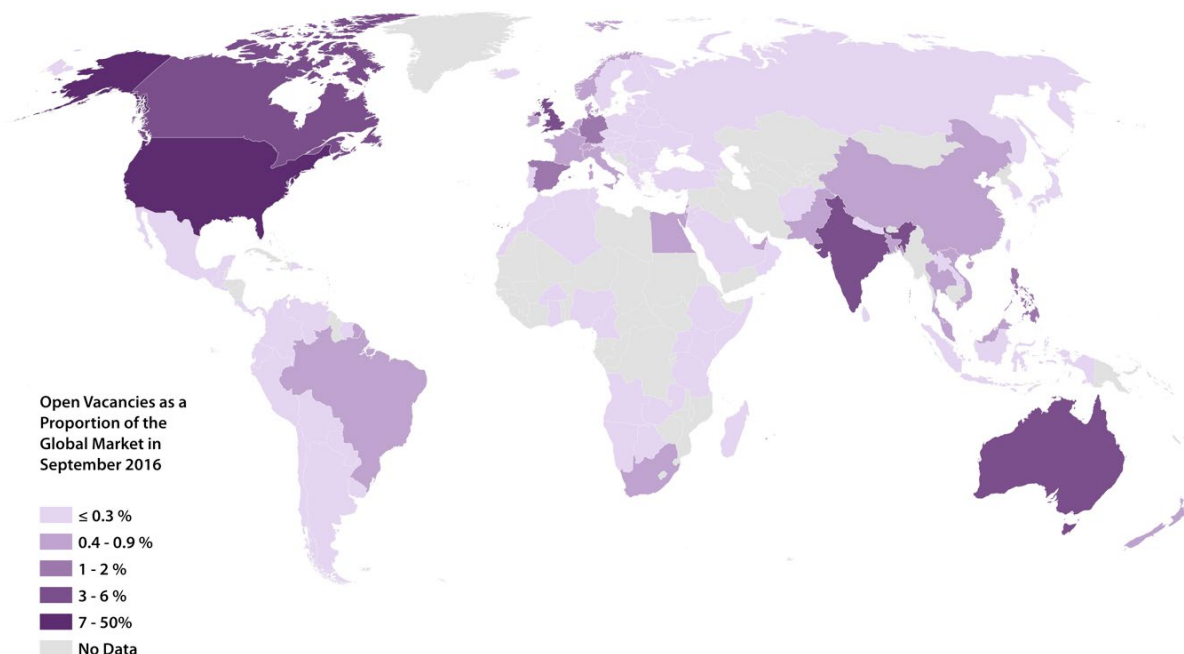 Open Vacancies as a
Proportion of the
Global Market in
September 2016
≤ 0.3 %
0.4 - 0.9 %
1 - 2 %
3 - 6 %
7 - 50%
No Data